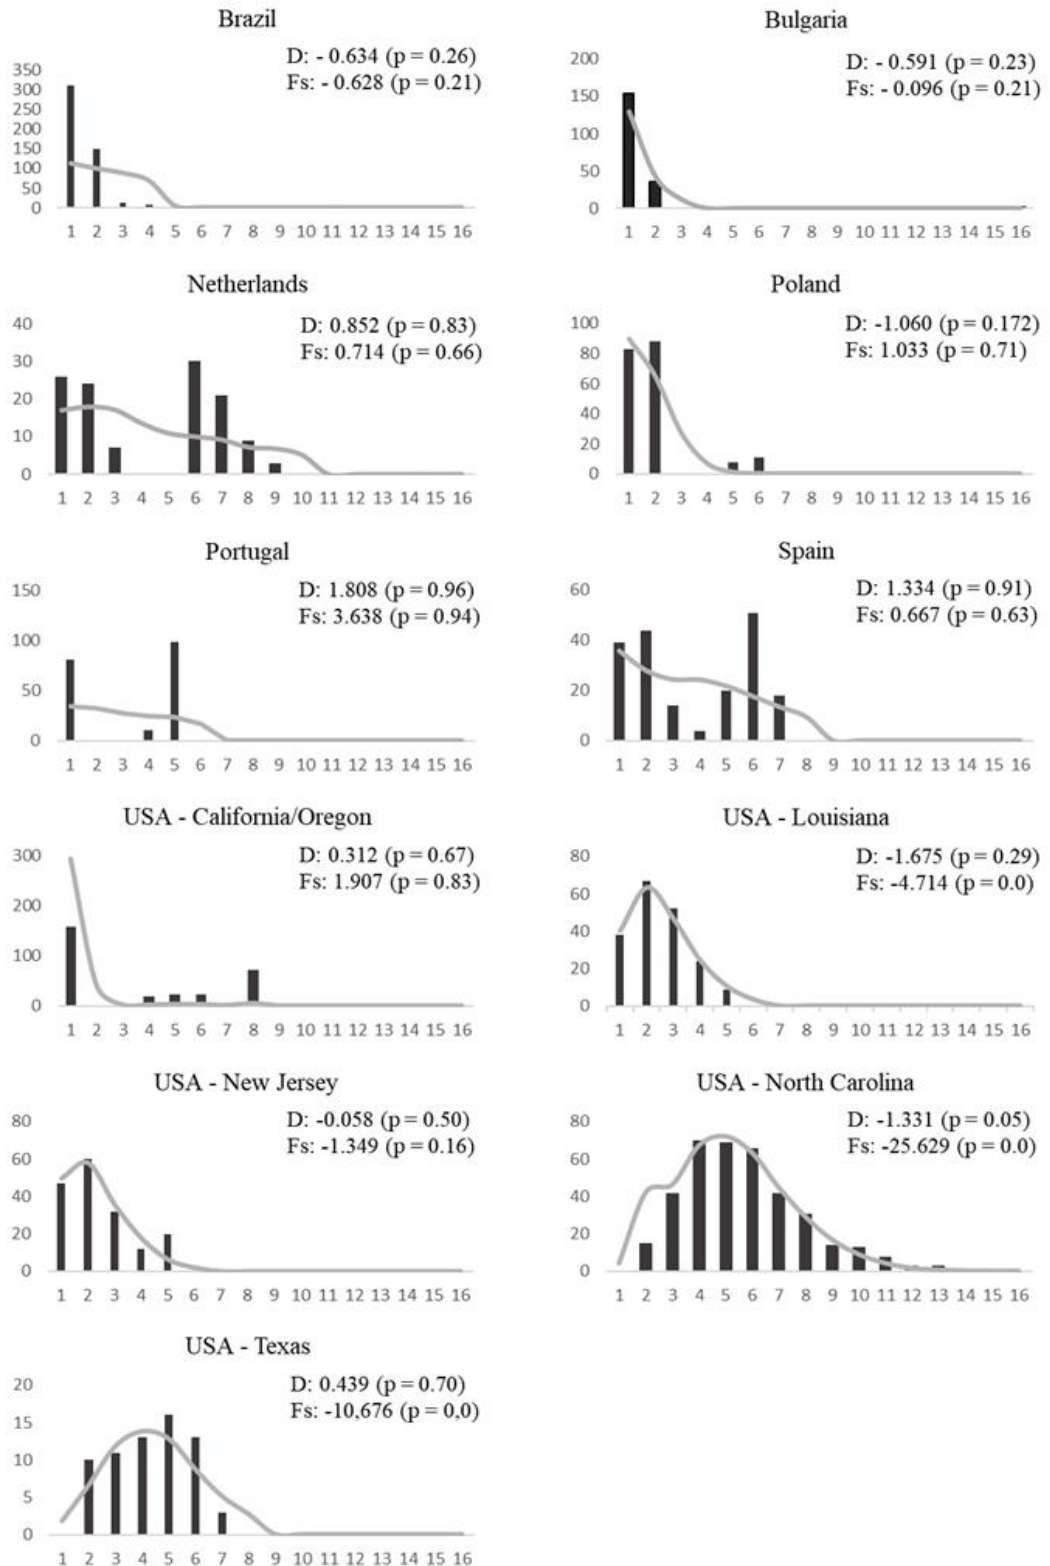 Brazil
D: - 0.634 (p = 0.26)
Fs: - 0.628 (p = 0.21)
350
300
250
200
150
100
50
0
1 2 3 4 5 6 7 8 9 10 11 12 13 14 15 16
Bulgaria
D: - 0.591 (p = 0.23)
Fs: - 0.096 (p = 0.21)
200
150
100
50
0
1 2 3 4 5 6 7 8 9 10 11 12 13 14 15 16
Netherlands
D: 0.852 (p = 0.83)
Fs: 0.714 (p = 0.66)
40
30
20
10
0
1 2 3 4 5 6 7 8 9 10 11 12 13 14 15 16
Poland
D: -1.060 (p = 0.172)
Fs: 1.033 (p = 0.71)
100
80
60
40
20
0
1 2 3 4 5 6 7 8 9 10 11 12 13 14 15 16
Portugal
D: 1.808 (p = 0.96)
Fs: 3.638 (p = 0.94)
150
100
50
0
1 2 3 4 5 6 7 8 9 10 11 12 13 14 15 16
Spain
D: 1.334 (p = 0.91)
Fs: 0.667 (p = 0.63)
60
40
20
0
1 2 3 4 5 6 7 8 9 10 11 12 13 14 15 16
USA - California/Oregon
D: 0.312 (p = 0.67)
Fs: 1.907 (p = 0.83)
300
200
100
0
1 2 3 4 5 6 7 8 9 10 11 12 13 14 15 16
USA - Louisiana
D: -1.675 (p = 0.29)
Fs: -4.714 (p = 0.0)
80
60
40
20
0
1 2 3 4 5 6 7 8 9 10 11 12 13 14 15 16
USA - New Jersey
D: -0.058 (p = 0.50)
Fs: -1.349 (p = 0.16)
80
60
40
20
0
1 2 3 4 5 6 7 8 9 10 11 12 13 14 15 16
USA - North Carolina
D: -1.331 (p = 0.05)
Fs: -25.629 (p = 0.0)
80
60
40
20
0
1 2 3 4 5 6 7 8 9 10 11 12 13 14 15 16
USA - Texas
D: 0.439 (p = 0.70)
Fs: -10,676 (p = 0,0)
20
15
10
5
0
1 2 3 4 5 6 7 8 9 10 11 12 13 14 15 16